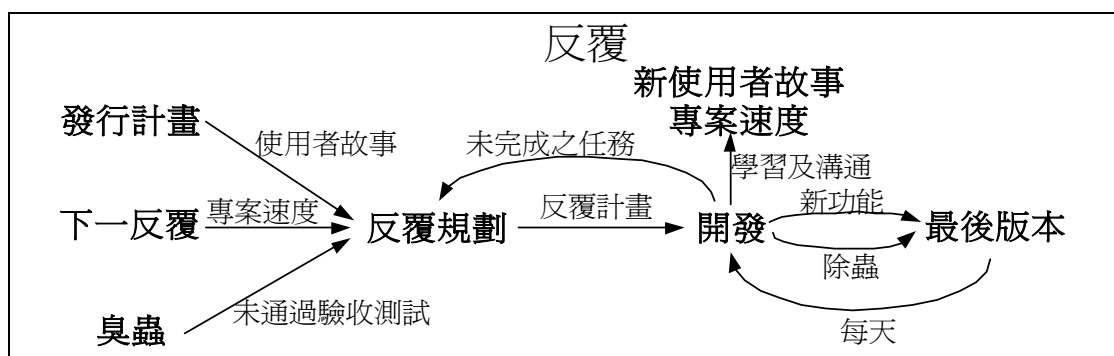 反覆
新使用者故事
專案速度
發行計畫
使用者故事
未完成之任務
學習及溝通
下一反覆
專案速度
反覆規劃
反覆計畫
開發
新功能
最後版本
除蟲
臭蟲
未通過驗收測試
每天